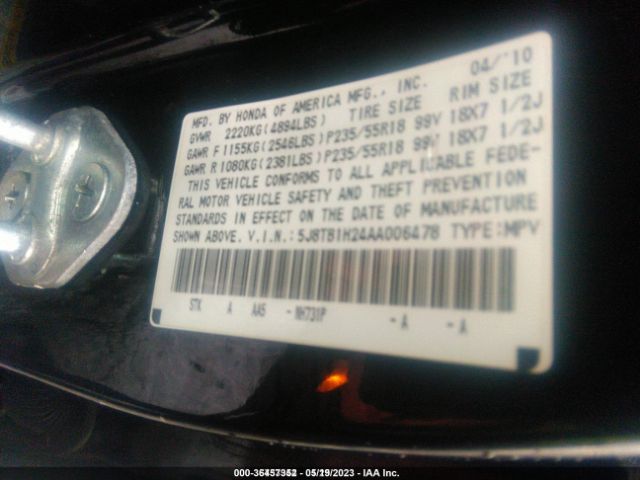 MFD. BY HONDA OF AMERICA MFG., INC. 04/'10
GVWR 2220KG(4894LBS) TIRE SIZE RIM SIZE
GAWR F 1155KG(2546LBS)P235/55R18 99V 18X7 1/2J
GAWR R 1080KG(2381LBS)P235/55R18 99V 18X7 1/2J
THIS VEHICLE CONFORMS TO ALL APPLICABLE FEDE-
RAL MOTOR VEHICLE SAFETY AND THEFT PREVENTION
STANDARDS IN EFFECT ON THE DATE OF MANUFACTURE
SHOWN ABOVE. V.I.N.: 5J8TB1H24AA006478 TYPE:MPV
STK A AA5 - NH731P - A - A
05/19/2023 - IAA Inc.